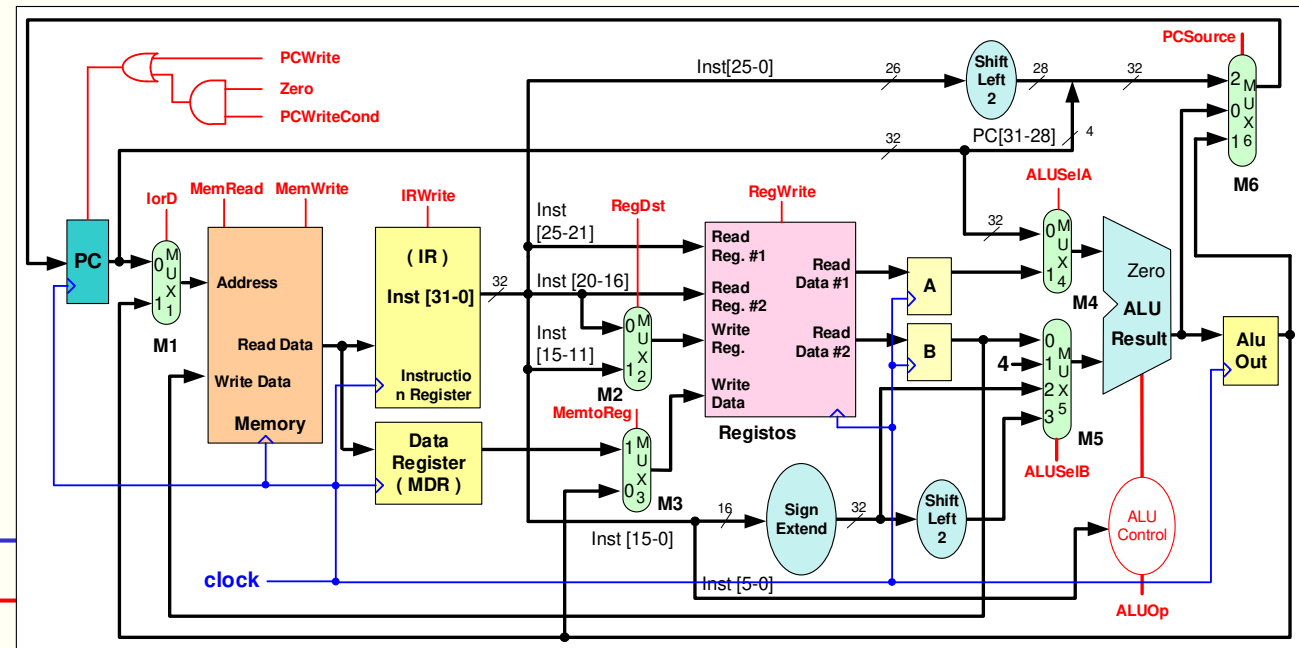 PCSource
PCWrite
Zero
PCWriteCond
Inst[25-0]
26
Shift
Left
2
28
32
2
0
1
M
U
X
6
M6
32
PC[31-28]
4
IorD
MemRead
MemWrite
IRWrite
RegDst
RegWrite
ALUSelA
PC
0
1
M
U
X
1
M1
Address
Read Data
Write Data
Memory
( IR )
Inst [31-0]
Instructio
n Register
32
Data
Register
( MDR )
Inst
[25-21]
Inst [20-16]
Inst
[15-11]
0
1
M
U
X
2
M2
MemtoReg
1
0
M
U
X
3
M3
Read
Reg. #1
Read
Reg. #2
Write
Reg.
Write
Data
Read
Data #1
Read
Data #2
Registos
A
B
32
0
1
M
U
X
4
M4
4
0
1
2
3
M
U
X
5
M5
ALUSelB
Zero
ALU
Result
Alu
Out
Inst [15-0]
16
Sign
Extend
32
Shift
Left
2
ALU
Control
ALUOp
Inst [5-0]
clock